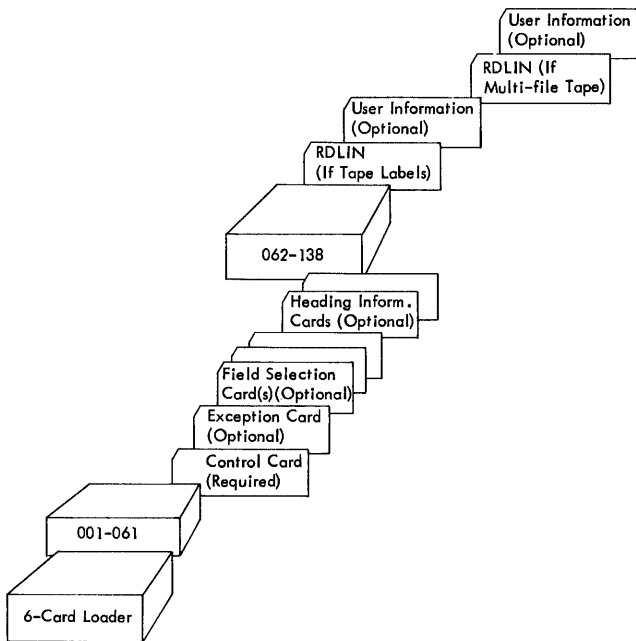 User Information
(Optional)
RDLIN (If
Multi-file Tape)
User Information
(Optional)
RDLIN
(If Tape Labels)
062-138
Heading Inform.
Cards (Optional)
Field Selection
Card(s)(Optional)
Exception Card
(Optional)
Control Card
(Required)
001-061
6-Card Loader